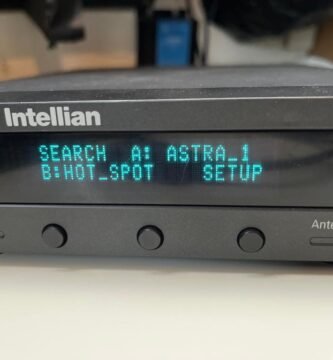 Intellian
SEARCH A: ASTRA_1
B:HOT_SPOT SETUP